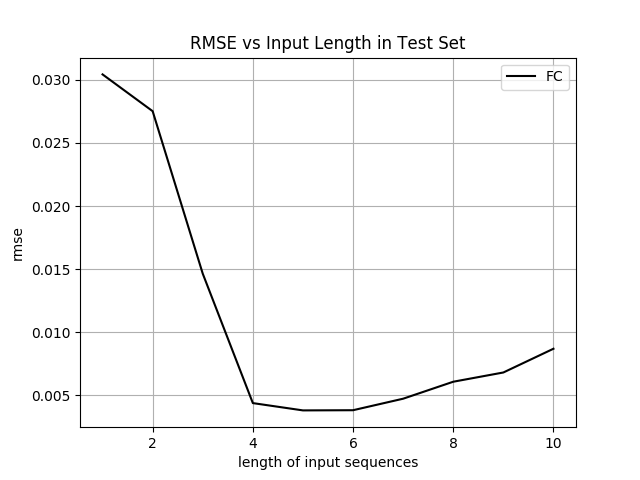 RMSE vs Input Length in Test Set
FC
0.030
0.025
0.020
0.015
0.010
0.005
rmse
2 4 6 8 10
length of input sequences